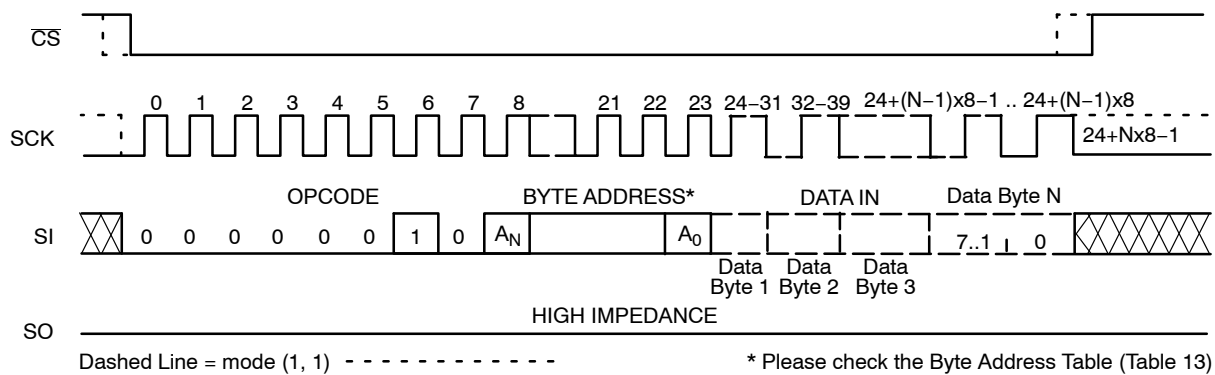 CS
0 1 2 3 4 5 6 7 8 21 22 23 24–31 32–39 24+(N–1)x8–1 .. 24+(N–1)x8
SCK
24+Nx8–1
OPCODE BYTE ADDRESS* DATA IN Data Byte N
SI
0 0 0 0 0 0 1 0 AN A0 7..1 0
Data Byte 1
Data Byte 2
Data Byte 3
HIGH IMPEDANCE
SO
Dashed Line = mode (1, 1)
* Please check the Byte Address Table (Table 13)